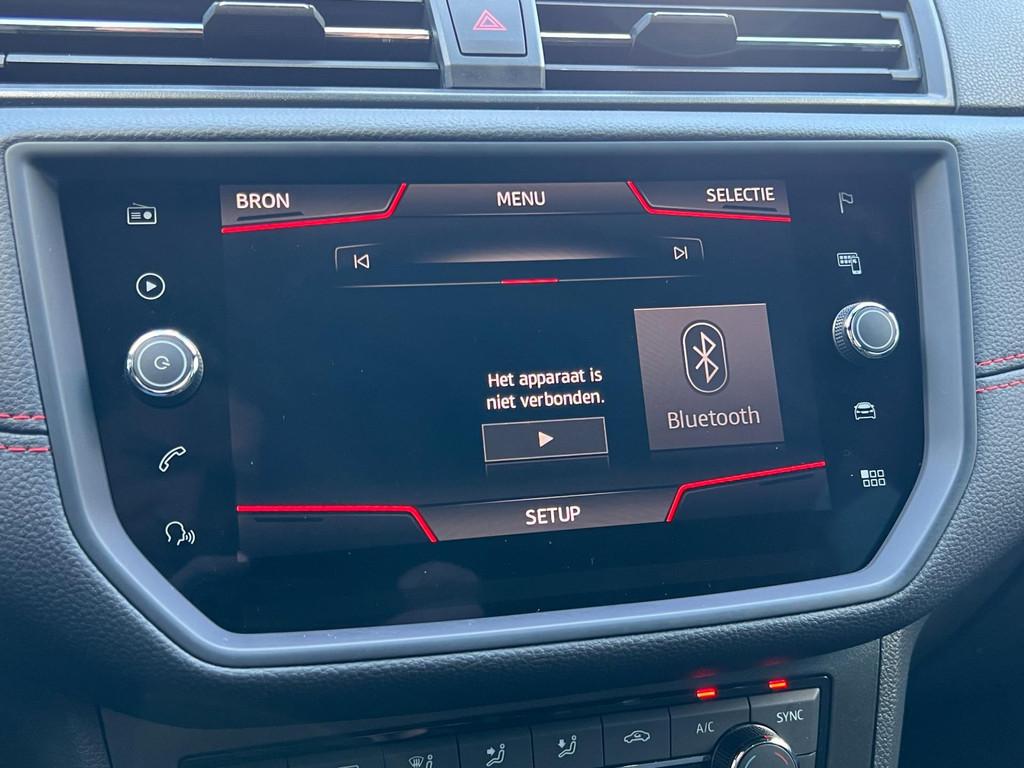 BRON MENU SELECTIE
Het apparaat is
niet verbonden.
Bluetooth
SETUP
A/C SYNC